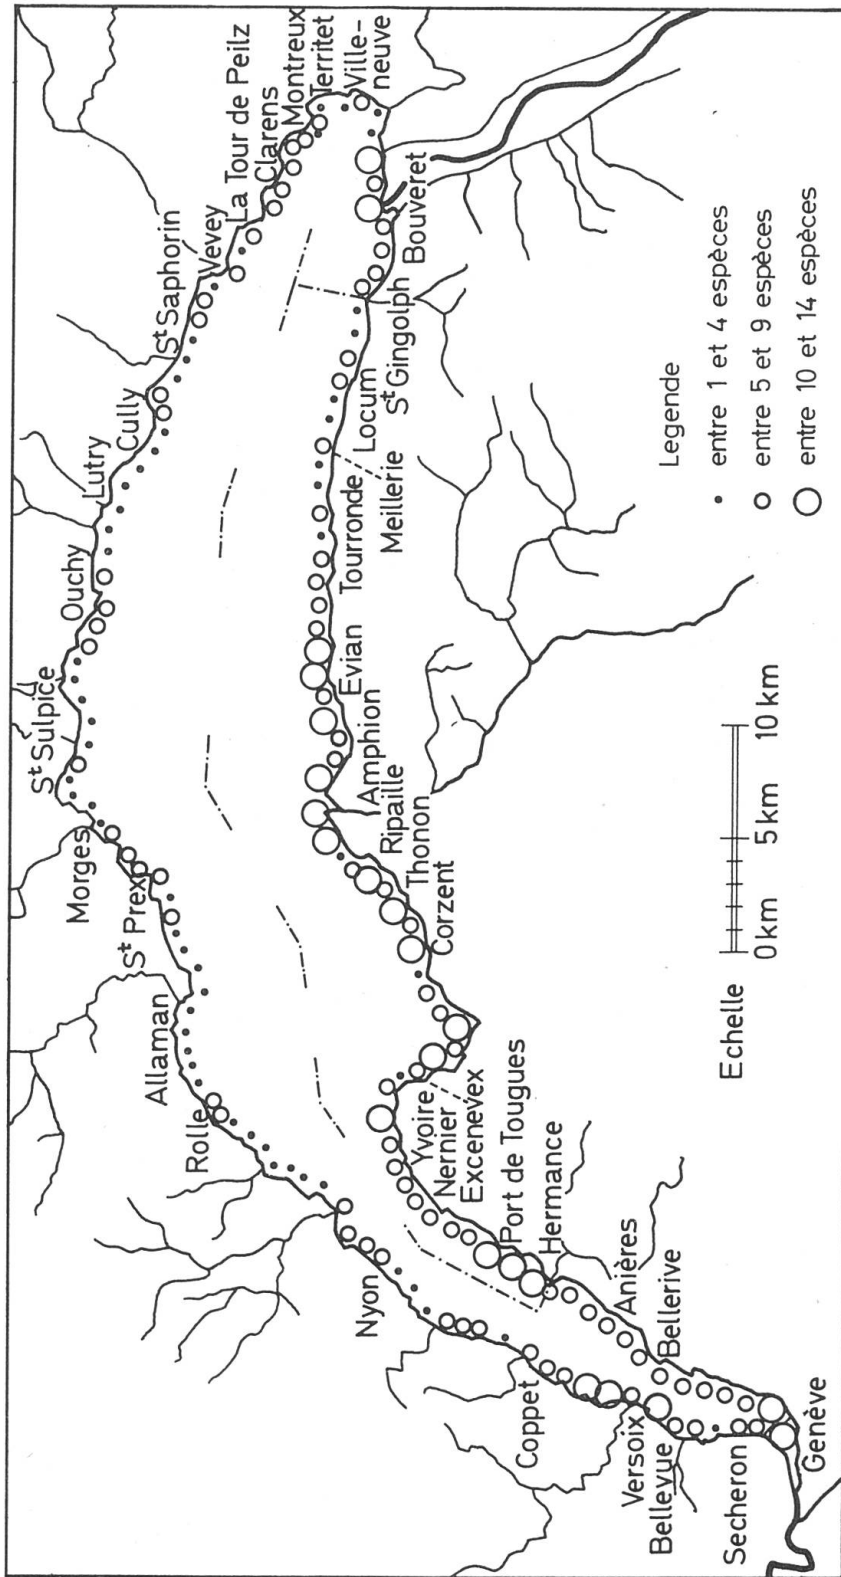 Genève
Secheron
Bellevue
Versoix
Coppet
Nyon
Rolle
Allaman
St Prex
Morges
St Sulpice
Ouchy
Lutry
Cully
St Saphorin
Vevey
La Tour de Peilz
Clarens
Montreux
Territet
Ville-
neuve
Bouveret
St Gingolph
Locum
Meillerie
Tourronde
Evian
Amphion
Ripaille
Thonon
Corzent
Excenevex
Yvoire
Nernier
Port de Tougues
Hermance
Anières
Bellerive
Echelle
0 km 5 km 10 km
Legende
entre 1 et 4 espèces
entre 5 et 9 espèces
entre 10 et 14 espèces